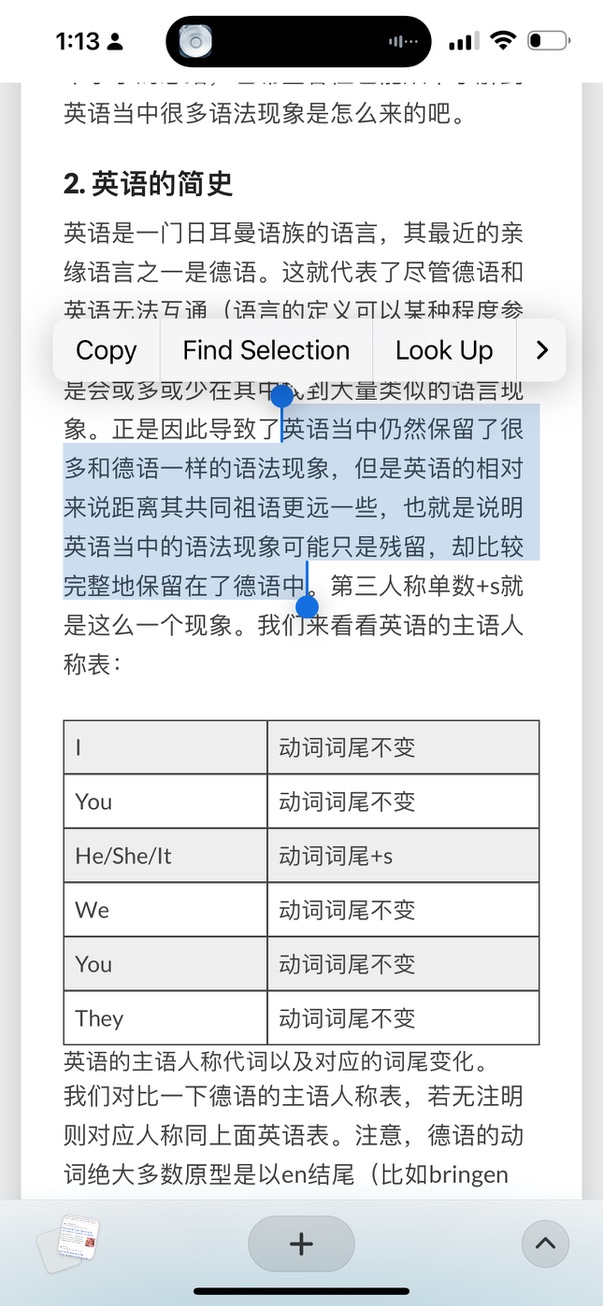 1:13
英语当中很多语法现象是怎么来的吧。
2. 英语的简史
英语是一门日耳曼语族的语言，其最近的亲
缘语言之一是德语。这就代表了尽管德语和
英语无法互通（语言的定义可以某种程度参
Copy Find Selection Look Up
是会或多或少在其中找到大量类似的语言现
象。正是因此导致了英语当中仍然保留了很
多和德语一样的语法现象，但是英语的相对
来说距离其共同祖语更远一些，也就是说明
英语当中的语法现象可能只是残留，却比较
完整地保留在了德语中。第三人称单数+s就
是这么一个现象。我们来看看英语的主语人
称表：
I 动词词尾不变
You 动词词尾不变
He/She/It 动词词尾+s
We 动词词尾不变
You 动词词尾不变
They 动词词尾不变
英语的主语人称代词以及对应的词尾变化。
我们对比一下德语的主语人称表，若无注明
则对应人称同上面英语表。注意，德语的动
词绝大多数原型是以en结尾（比如bringen